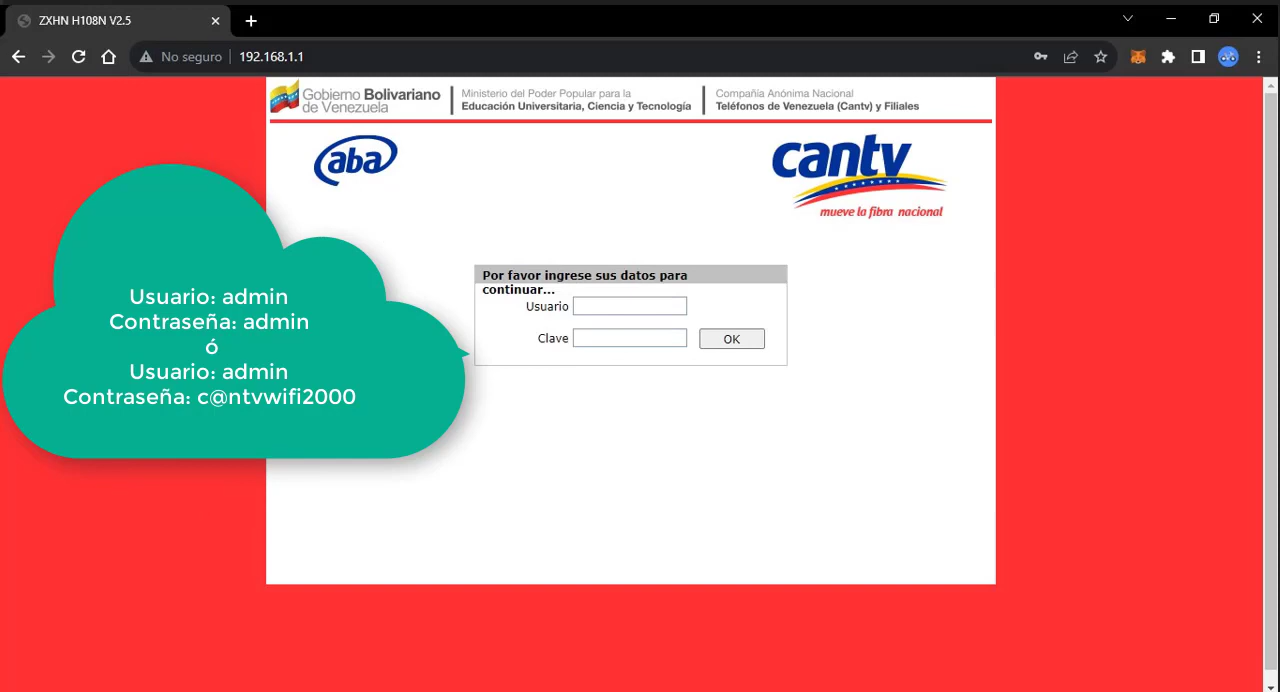 ZXHN H108N V2.5
No seguro
192.168.1.1
Gobierno Bolivariano
de Venezuela
Ministerio del Poder Popular para la
Educación Universitaria, Ciencia y Tecnología
Compañía Anónima Nacional
Teléfonos de Venezuela (Cantv) y Filiales
aba
cantv
mueve la fibra nacional
Por favor ingrese sus datos para
continuar...
Usuario
Clave
OK
Usuario: admin
Contraseña: admin
ó
Usuario: admin
Contraseña: c@ntvwifi2000